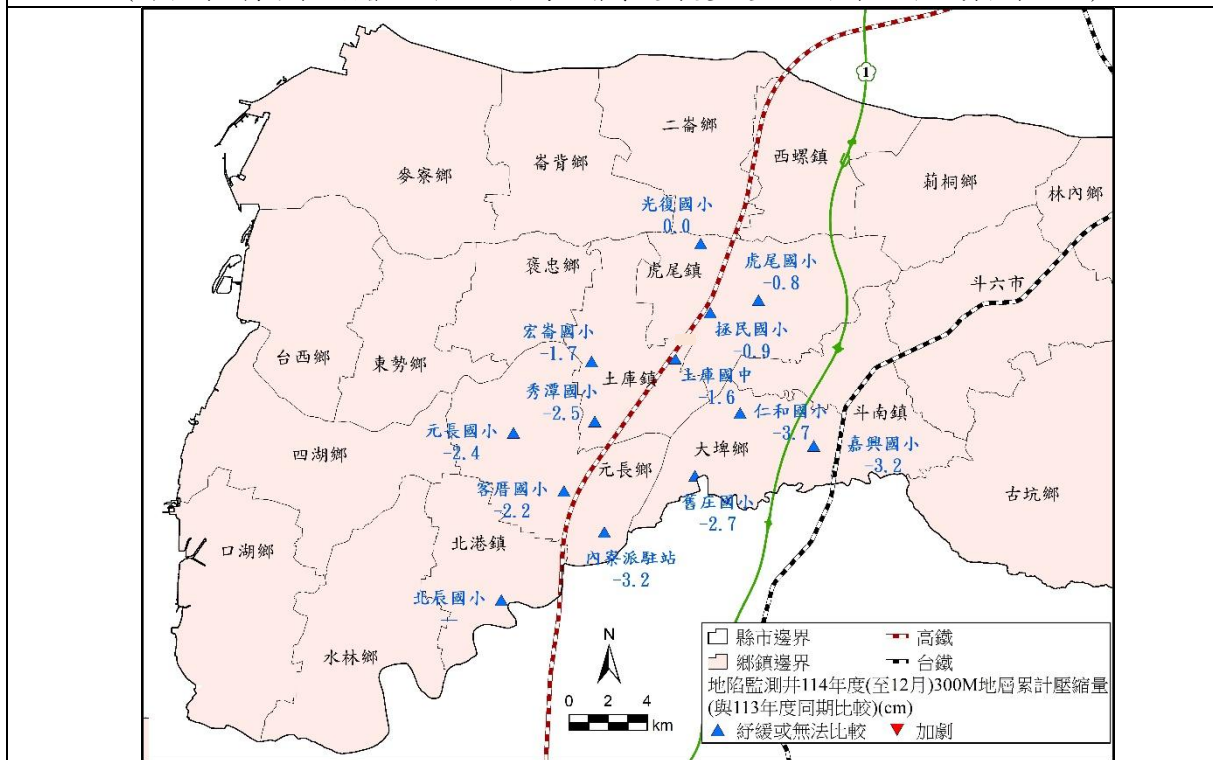 1
二崙鄉
西螺鎮
崙背鄉
麥寮鄉
莿桐鄉
林內鄉
光復國小
0.0
褒忠鄉
虎尾鎮
虎尾國小
-0.8
斗六市
拯民國小
-0.9
宏崙國小
-1.7
台西鄉
東勢鄉
土庫鎮
土庫國中
-1.6
秀潭國小
-2.5
仁和國小
-3.7
斗南鎮
元長國小
-2.4
四湖鄉
大埤鄉
嘉興國小
-3.2
元長鄉
客厝國小
-2.2
舊庄國小
-2.7
古坑鄉
口湖鄉
北港鎮
內寮派駐站
-3.2
北辰國小
水林鄉
N
0 2 4
km
縣市邊界
高鐵
鄉鎮邊界
台鐵
地陷監測井114年度(至12月)300M地層累計壓縮量
(與113年度同期比較)(cm)
紓緩或無法比較
加劇